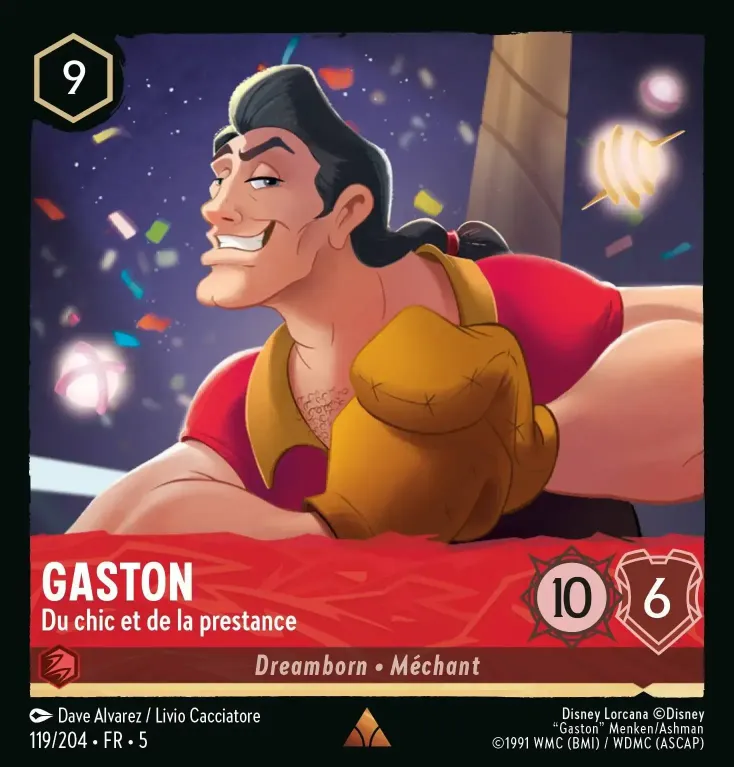 9
GASTON
Du chic et de la prestance
10
6
Dreamborn • Méchant
Dave Alvarez / Livio Cacciatore
119/204 • FR • 5
Disney Lorcana ©Disney
“Gaston” Menken/Ashman
©1991 WMC (BMI) / WDMC (ASCAP)